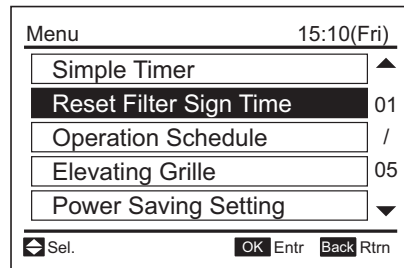 Menu 15:10(Fri)
Simple Timer
Reset Filter Sign Time 01
Operation Schedule /
Elevating Grille 05
Power Saving Setting
Sel. OK Entr Back Rtrn